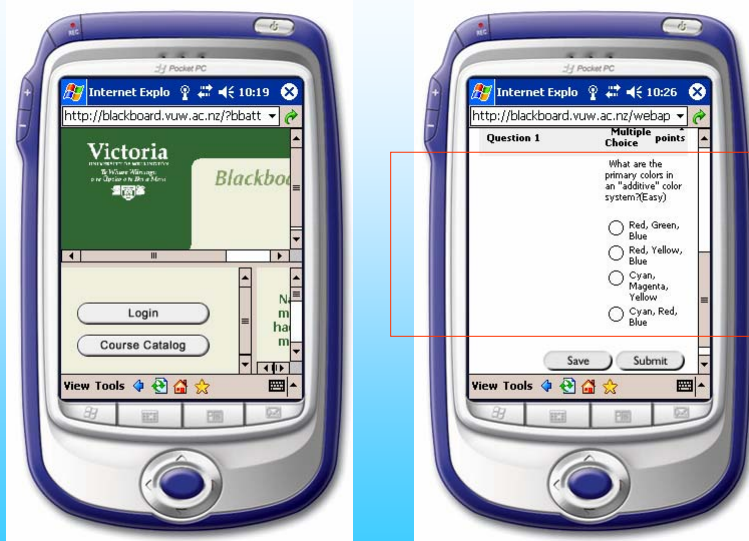 REC
Pocket PC
Internet Explo 10:19
http://blackboard.vuw.ac.nz/?bbatt
Victoria
Blackboa
Login
Course Catalog
View Tools
REC
Pocket PC
Internet Explo 10:26
http://blackboard.vuw.ac.nz/webap
Question 1
Multiple
Choice
points
What are the
primary colors in
an "additive" color
system?(Easy)
Red, Green,
Blue
Red, Yellow,
Blue
Cyan,
Magenta,
Yellow
Cyan, Red,
Blue
Save
Submit
View Tools